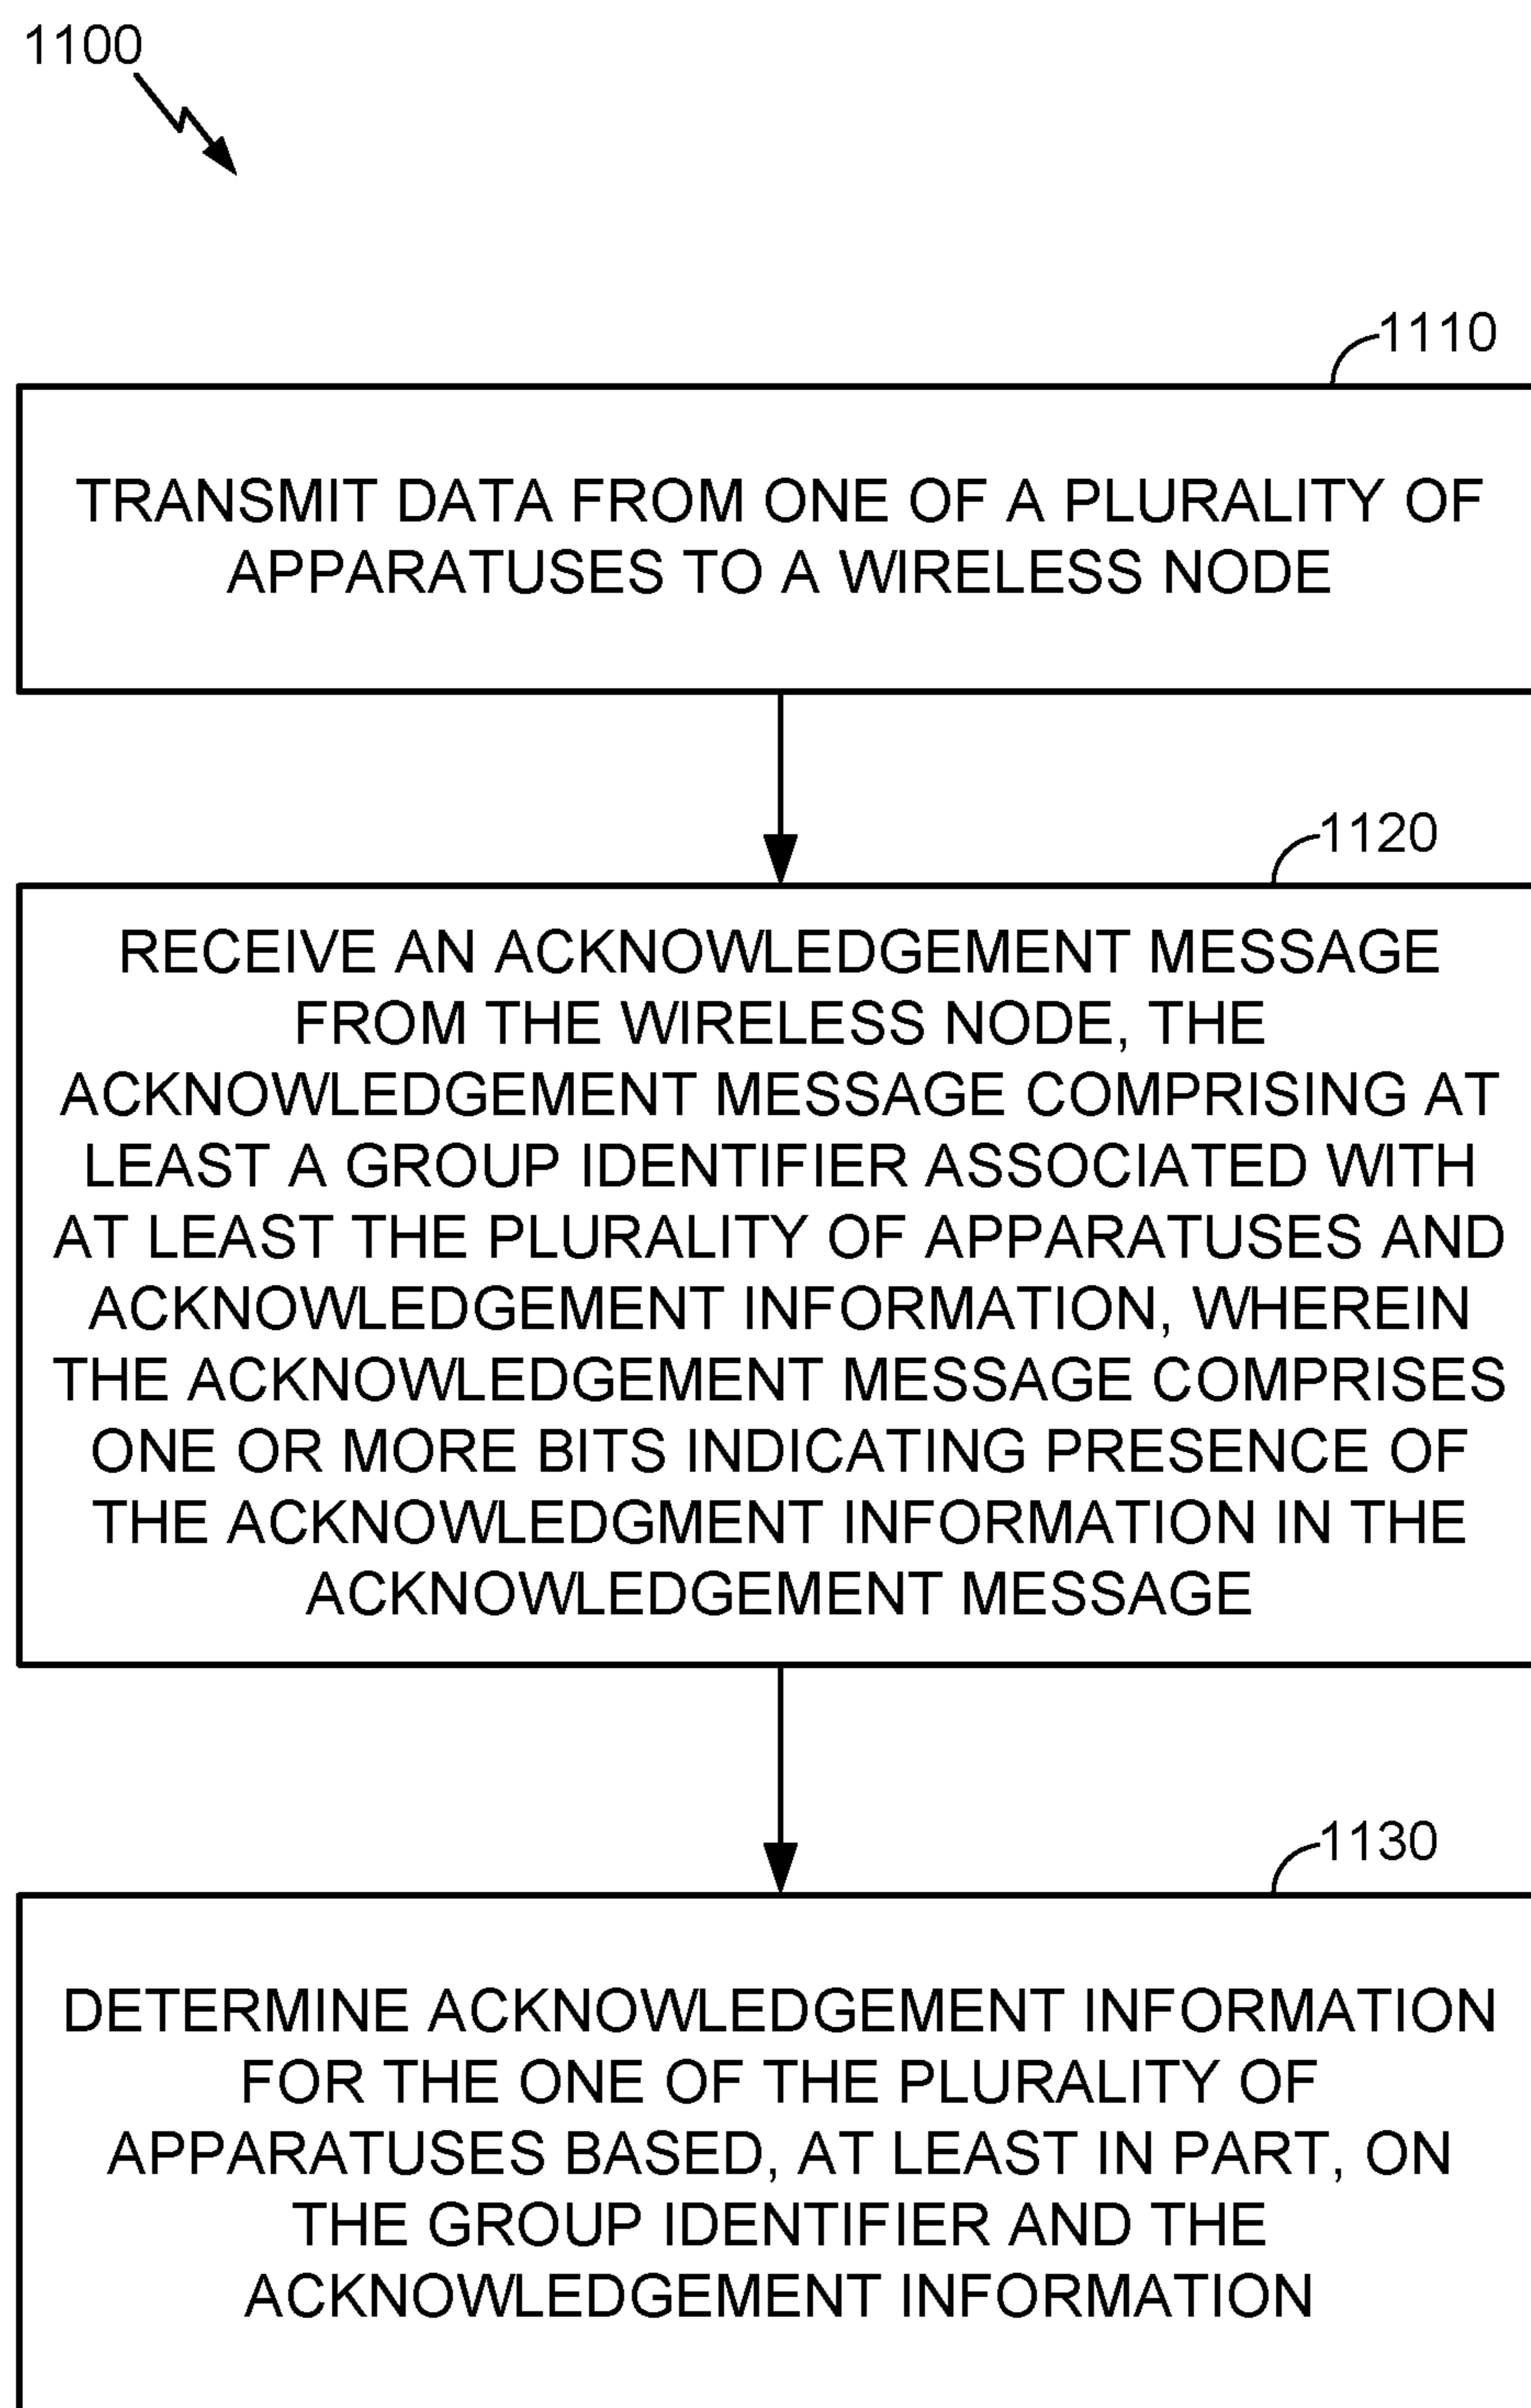 1100
1110
TRANSMIT DATA FROM ONE OF A PLURALITY OF
APPARATUSES TO A WIRELESS NODE
1120
RECEIVE AN ACKNOWLEDGEMENT MESSAGE
FROM THE WIRELESS NODE, THE
ACKNOWLEDGEMENT MESSAGE COMPRISING AT
LEAST A GROUP IDENTIFIER ASSOCIATED WITH
AT LEAST THE PLURALITY OF APPARATUSES AND
ACKNOWLEDGEMENT INFORMATION, WHEREIN
THE ACKNOWLEDGEMENT MESSAGE COMPRISES
ONE OR MORE BITS INDICATING PRESENCE OF
THE ACKNOWLEDGMENT INFORMATION IN THE
ACKNOWLEDGEMENT MESSAGE
1130
DETERMINE ACKNOWLEDGEMENT INFORMATION
FOR THE ONE OF THE PLURALITY OF
APPARATUSES BASED, AT LEAST IN PART, ON
THE GROUP IDENTIFIER AND THE
ACKNOWLEDGEMENT INFORMATION